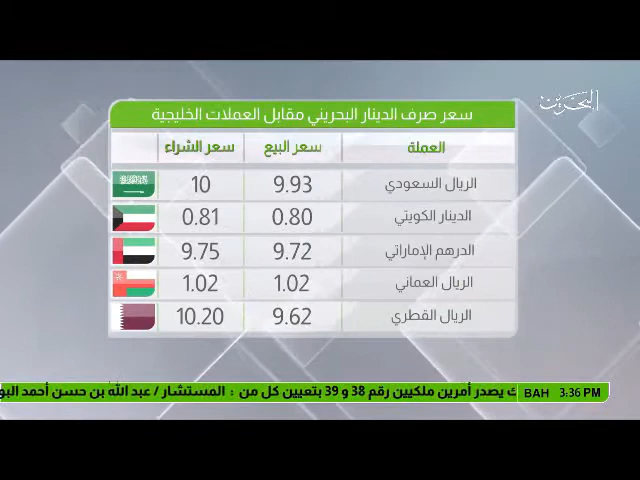 البحرين
سعر صرف الدينار البحريني مقابل العملات الخليجية
العملة سعر البيع سعر الشراء
الريال السعودي 9.93 10
الدينار الكويتي 0.80 0.81
الدرهم الإماراتي 9.72 9.75
الريال العماني 1.02 1.02
الريال القطري 9.62 10.20
3:36 PM BAH ك يصدر أمرين ملكيين رقم 38 و 39 بتعيين كل من : المستشار / عبد الله بن حسن أحمد البو